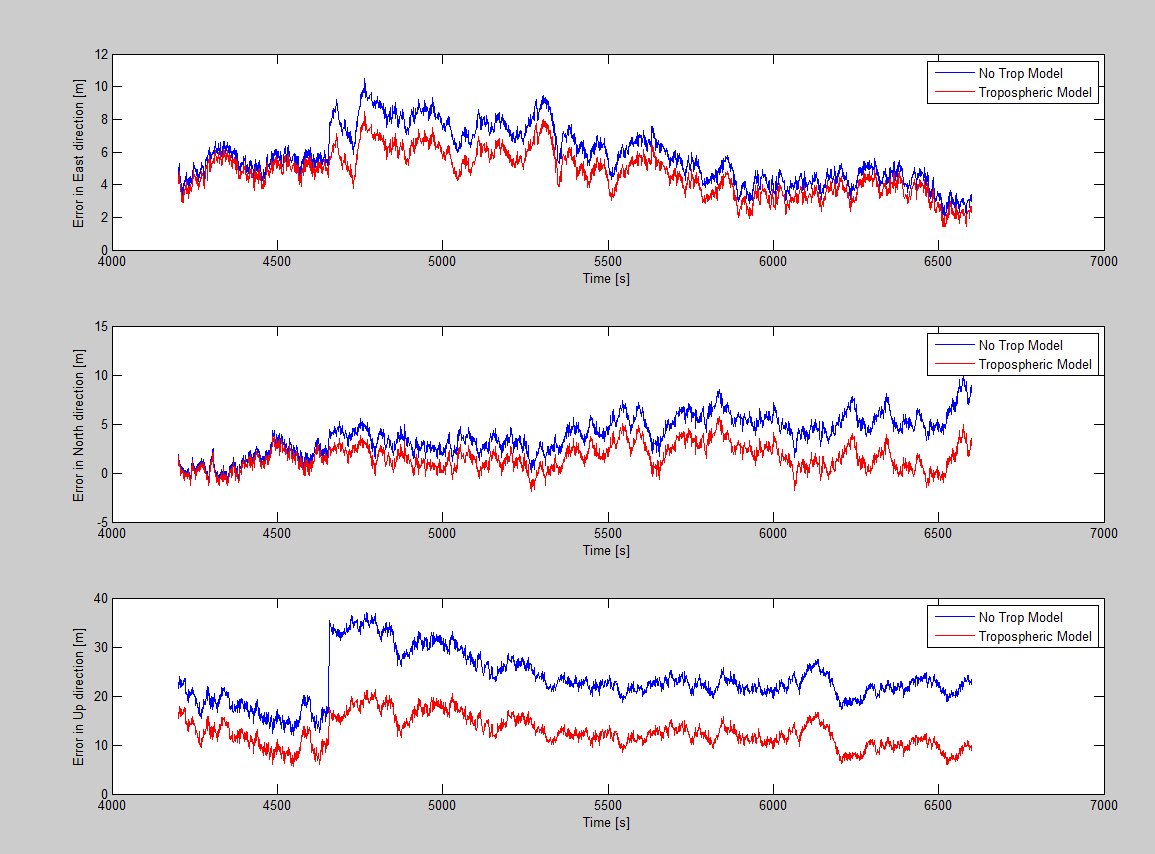 12
10
8
6
4
2
0
Error in East direction [m]
No Trop Model
Tropospheric Model
4000 4500 5000 5500 6000 6500 7000
Time [s]
15
10
5
0
-5
Error in North direction [m]
No Trop Model
Tropospheric Model
4000 4500 5000 5500 6000 6500 7000
Time [s]
40
30
20
10
0
Error in Up direction [m]
No Trop Model
Tropospheric Model
4000 4500 5000 5500 6000 6500 7000
Time [s]